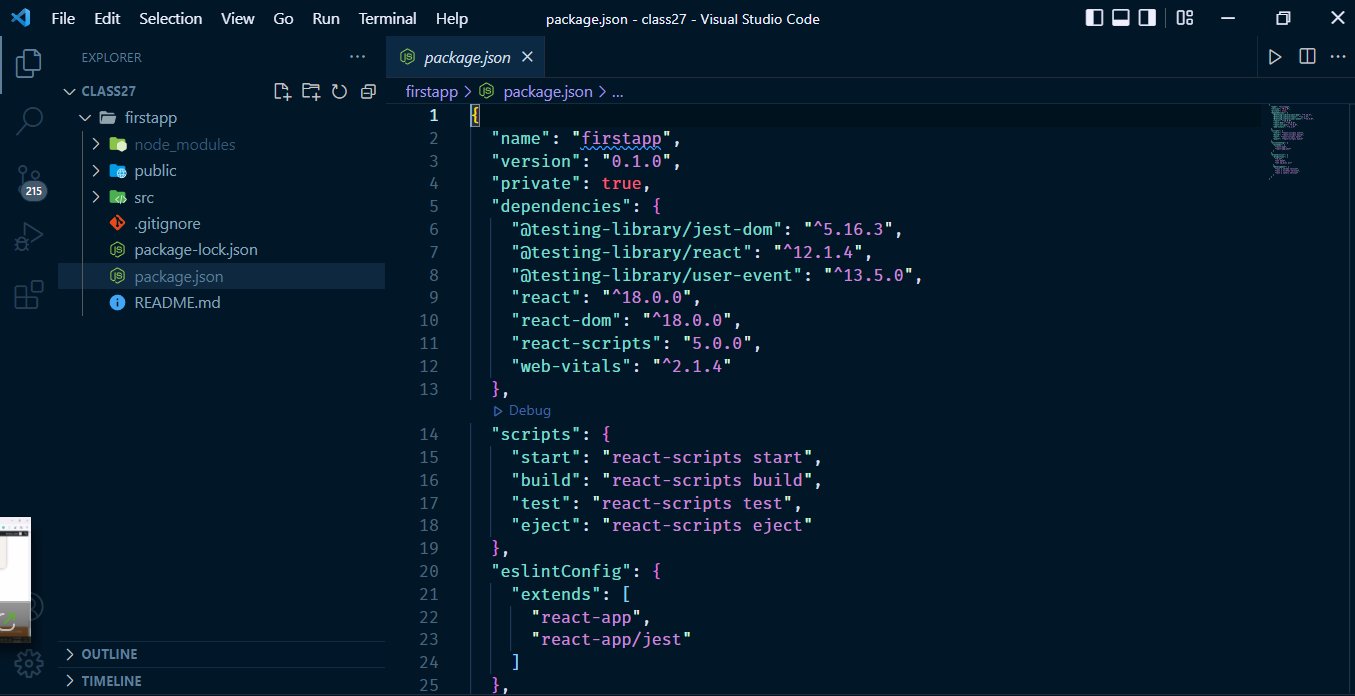 File Edit Selection View Go Run Terminal Help
package.json - class27 - Visual Studio Code
EXPLORER
CLASS27
firstapp
node_modules
public
src
.gitignore
package-lock.json
package.json
README.md
215
OUTLINE
TIMELINE
package.json
firstapp > package.json > ...
1 {
2 "name": "firstapp",
3 "version": "0.1.0",
4 "private": true,
5 "dependencies": {
6 "@testing-library/jest-dom": "^5.16.3",
7 "@testing-library/react": "^12.1.4",
8 "@testing-library/user-event": "^13.5.0",
9 "react": "^18.0.0",
10 "react-dom": "^18.0.0",
11 "react-scripts": "5.0.0",
12 "web-vitals": "^2.1.4"
13 },
Debug
14 "scripts": {
15 "start": "react-scripts start",
16 "build": "react-scripts build",
17 "test": "react-scripts test",
18 "eject": "react-scripts eject"
19 },
20 "eslintConfig": {
21 "extends": [
22 "react-app",
23 "react-app/jest"
24 ]
25 },